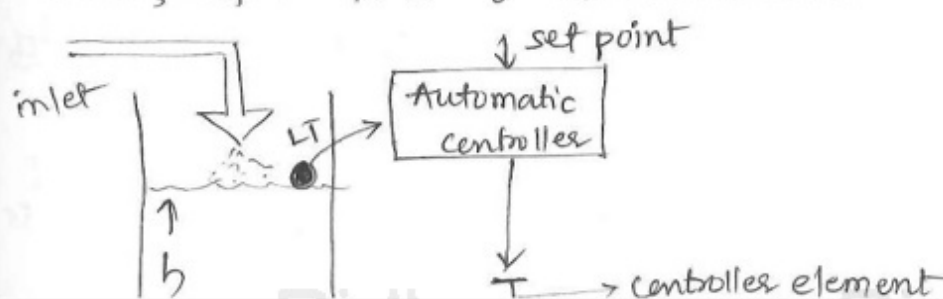 set point
inlet
Automatic
controller
LT
h
controller element